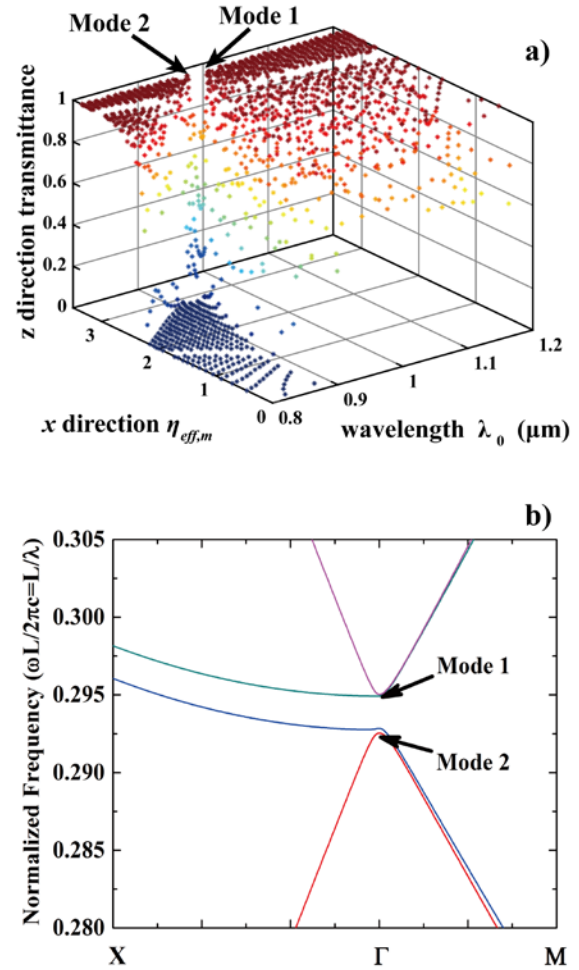 Mode 2 Mode 1
a)
z direction transmittance
1
0.8
0.6
0.4
0.2
0
3
2
1
0
0.8
0.9
1
1.1
1.2
x direction η_eff,m
wavelength λ_0 (μm)
b)
Normalized Frequency (ωL/2πc=L/λ)
0.305
0.300
0.295
0.290
0.285
0.280
Mode 1
Mode 2
X Γ M